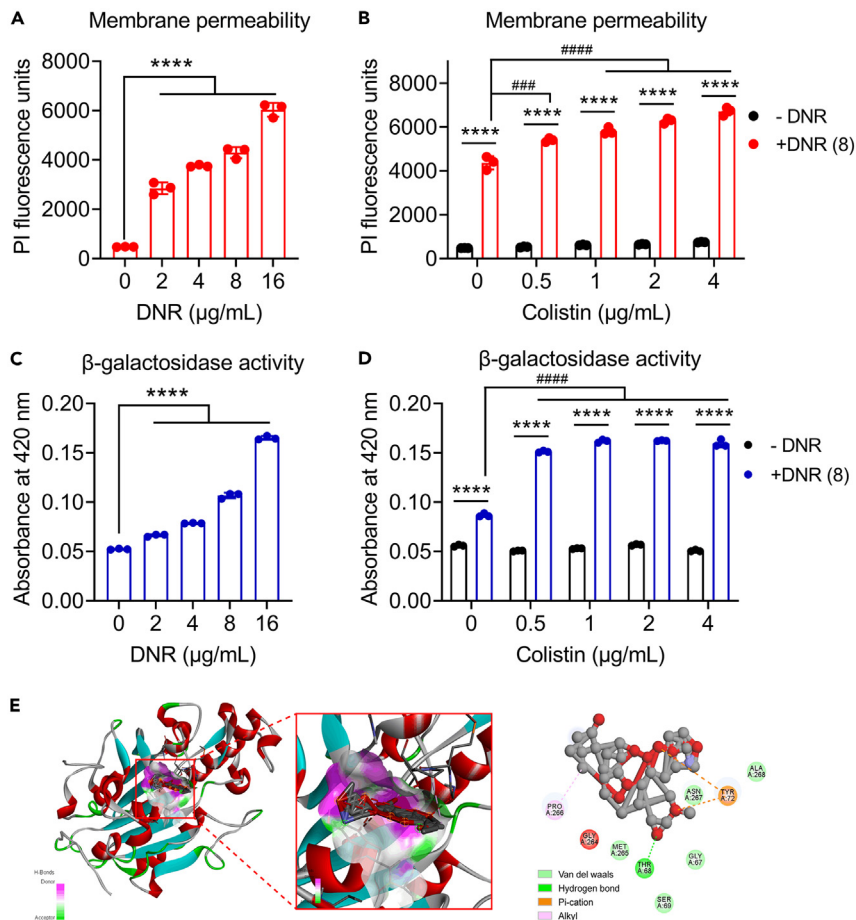 A
Membrane permeability
PI fluorescence units
8000
6000
4000
2000
0
****
0 2 4 8 16
DNR (µg/mL)
B
Membrane permeability
PI fluorescence units
8000
6000
4000
2000
0
####
###
**** **** **** **** ****
- DNR
+DNR (8)
0 0.5 1 2 4
Colistin (µg/mL)
C
β-galactosidase activity
Absorbance at 420 nm
0.20
0.15
0.10
0.05
0.00
****
0 2 4 8 16
DNR (µg/mL)
D
β-galactosidase activity
Absorbance at 420 nm
0.20
0.15
0.10
0.05
0.00
####
**** **** **** **** ****
- DNR
+DNR (8)
0 0.5 1 2 4
Colistin (µg/mL)
E
H-Bonds
Donor
Acceptor
PRO
A:266
MET
A:265
THR
A:68
SER
A:69
GLY
A:67
ASN
A:267
TYR
A:72
ALA
A:268
Van del waals
Hydrogen bond
Pi-cation
Alkyl